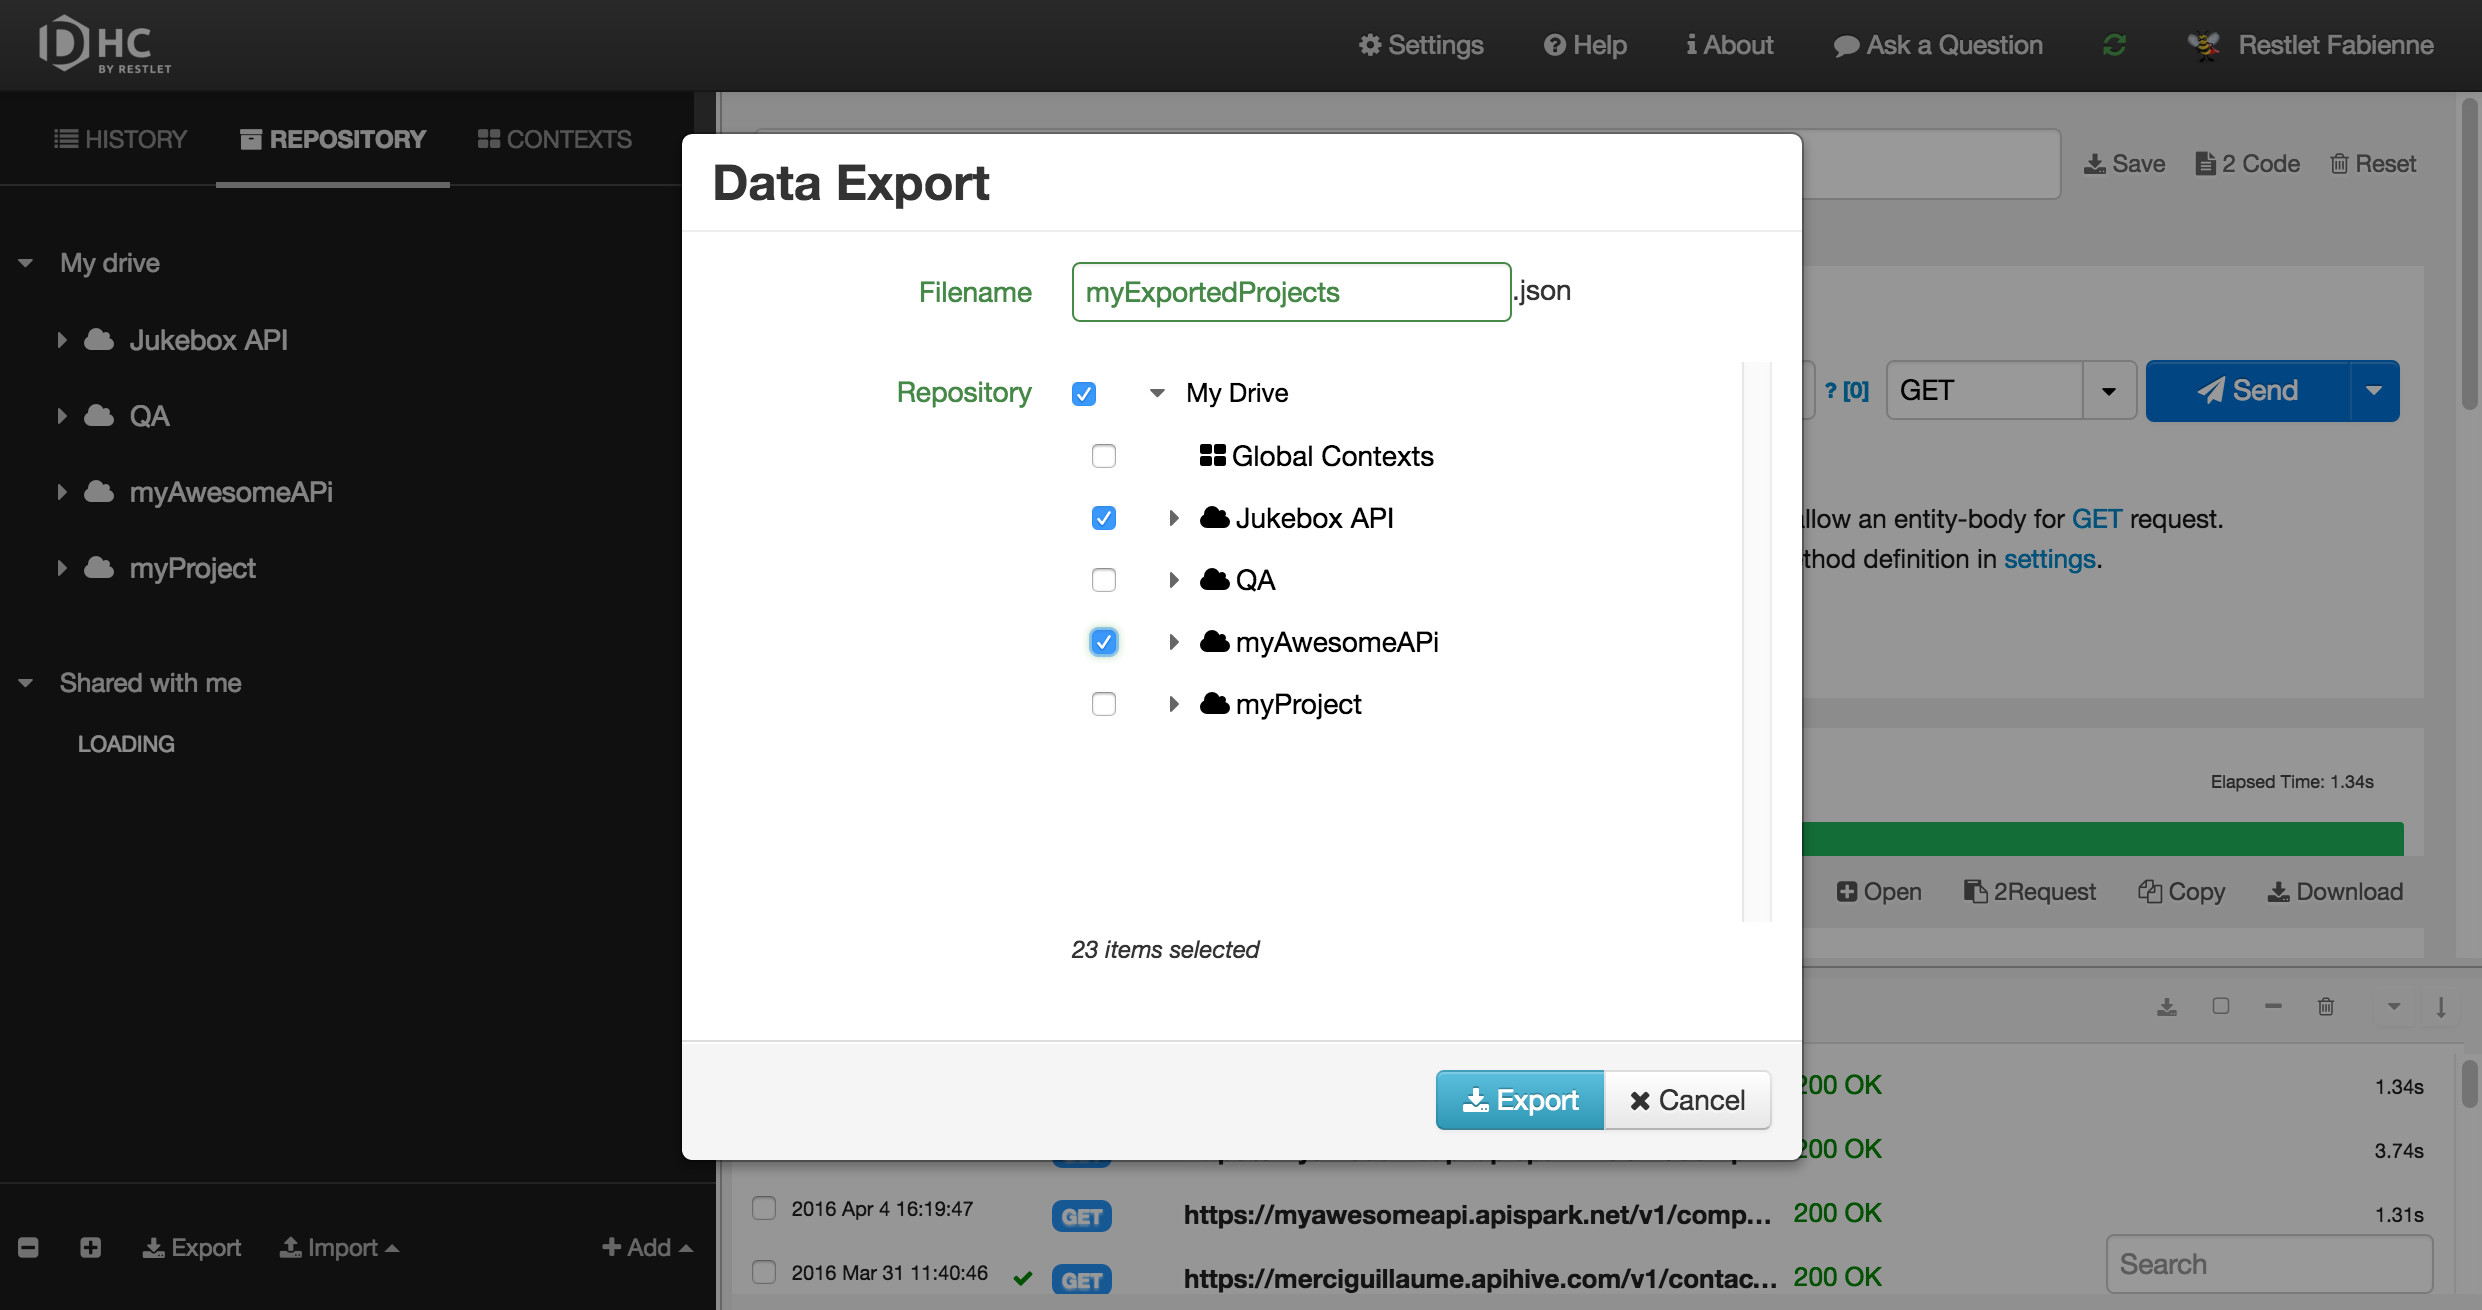 DHC
BY RESTLET
Settings
Help
About
Ask a Question
Restlet Fabienne
HISTORY
REPOSITORY
CONTEXTS
My drive
Jukebox API
QA
myAwesomeAPi
myProject
Shared with me
LOADING
Export
Import
Add
Save
2 Code
Reset
? [0]
GET
Send
llow an entity-body for GET request.
thod definition in settings.
Elapsed Time: 1.34s
Open
2Request
Copy
Download
Data Export
Filename
myExportedProjects
.json
Repository
My Drive
Global Contexts
Jukebox API
QA
myAwesomeAPi
myProject
23 items selected
Export
Cancel
200 OK
1.34s
200 OK
3.74s
2016 Apr 4 16:19:47
GET
https://myawesomeapi.apispark.net/v1/comp...
200 OK
1.31s
2016 Mar 31 11:40:46
GET
https://merciguillaume.apihive.com/v1/contac...
200 OK
Search